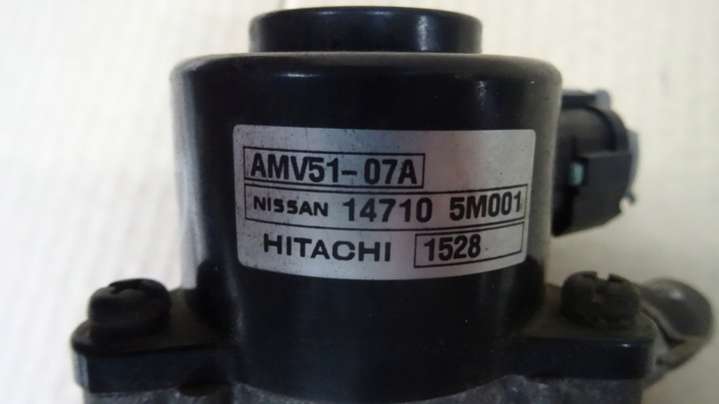 AMV51-07A
NISSAN 14710 5M001
HITACHI 1528